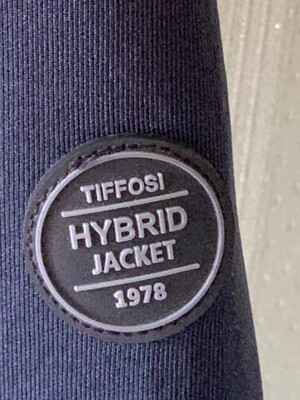 TIFFOSI
HYBRID
JACKET
1978